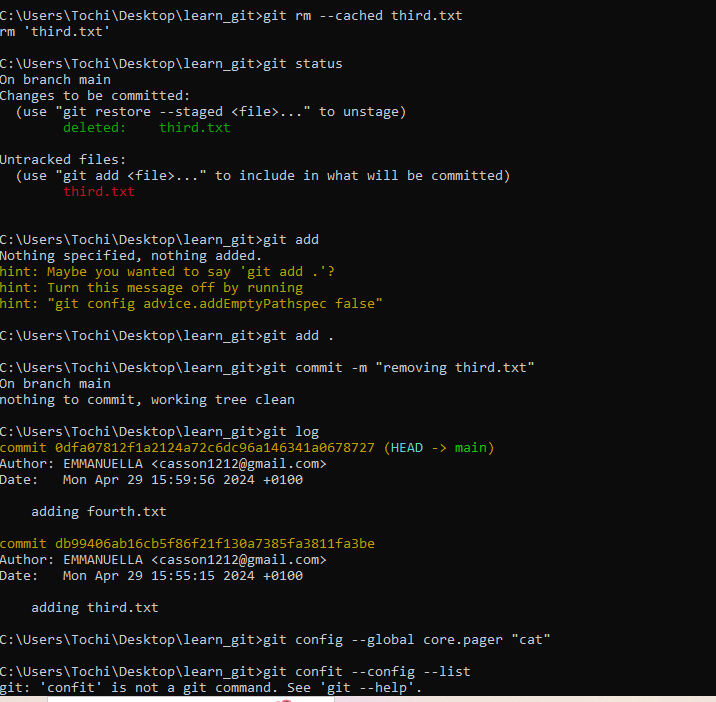 C:\Users\Tochi\Desktop\learn_git>git rm --cached third.txt
rm 'third.txt'
C:\Users\Tochi\Desktop\learn_git>git status
On branch main
Changes to be committed:
  (use "git restore --staged <file>..." to unstage)
        deleted:    third.txt
Untracked files:
  (use "git add <file>..." to include in what will be committed)
        third.txt
C:\Users\Tochi\Desktop\learn_git>git add
Nothing specified, nothing added.
hint: Maybe you wanted to say 'git add .'?
hint: Turn this message off by running
hint: "git config advice.addEmptyPathspec false"
C:\Users\Tochi\Desktop\learn_git>git add .
C:\Users\Tochi\Desktop\learn_git>git commit -m "removing third.txt"
On branch main
nothing to commit, working tree clean
C:\Users\Tochi\Desktop\learn_git>git log
commit 0dfa07812f1a2124a72c6dc96a146341a0678727 (HEAD -> main)
Author: EMMANUELLA <casson1212@gmail.com>
Date:   Mon Apr 29 15:59:56 2024 +0100
    adding fourth.txt
commit db99406ab16cb5f86f21f130a7385fa3811fa3be
Author: EMMANUELLA <casson1212@gmail.com>
Date:   Mon Apr 29 15:55:15 2024 +0100
    adding third.txt
C:\Users\Tochi\Desktop\learn_git>git config --global core.pager "cat"
C:\Users\Tochi\Desktop\learn_git>git confit --config --list
git: 'confit' is not a git command. See 'git --help'.